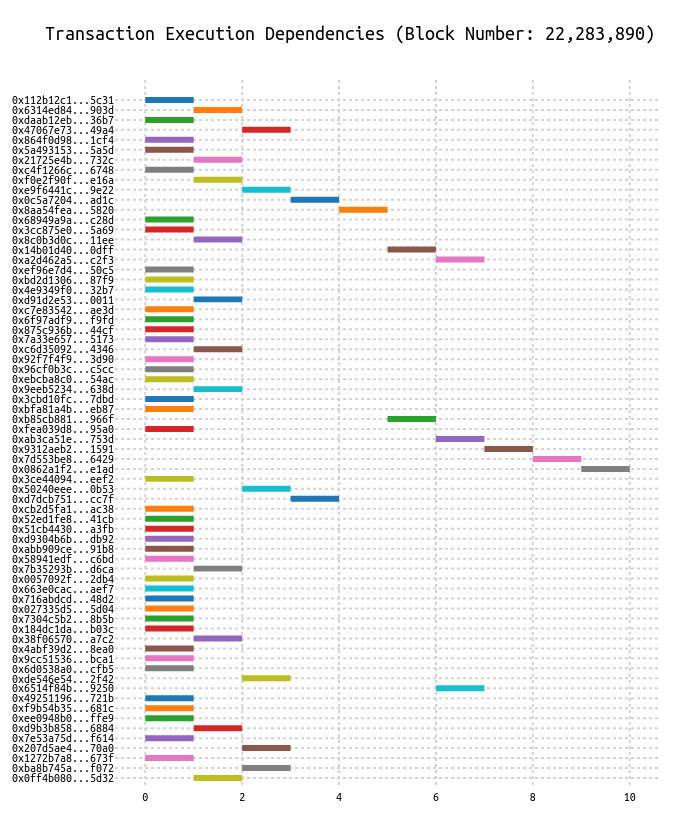 Transaction Execution Dependencies (Block Number: 22,283,890)
0x112b12c1...5c31
0x6314ed84...903d
0xdaab12eb...36b7
0x47067e73...49a4
0x864f0d98...1cf4
0x5a493153...5a5d
0x21725e4b...732c
0xc4f1266c...6748
0xf0e2f90f...e16a
0xe9f6441c...9e22
0x0c5a7204...ad1c
0x8aa54fea...5820
0x68949a9a...c28d
0x3cc875e0...5a69
0x8c0b3d0c...11ee
0x14b01d40...0dff
0xa2d462a5...c2f3
0xef96e7d4...50c5
0xbd2d1306...87f9
0x4e9349f0...32b7
0xd91d2e53...0011
0xc7e83542...ae3d
0x6f97adf9...f9fd
0x875c936b...44cf
0x7a33e657...5173
0xc6d35092...4346
0x92f7f4f9...3d90
0x96cf0b3c...c5cc
0xebcba8c0...54ac
0x9eeb5234...638d
0x3cbd10fc...7dbd
0xbfa81a4b...eb87
0xb85cb881...966f
0xfea039d8...95a0
0xab3ca51e...753d
0x9312aeb2...1591
0x7d553be8...6429
0x0862a1f2...e1ad
0x3ce44094...eef2
0x50240eee...0b53
0xd7dcb751...cc7f
0xcb2d5fa1...ac38
0x52ed1fe8...41cb
0x51cb4430...a3fb
0xd9304b6b...db92
0xabb909ce...91b8
0x58941edf...c6bd
0x7b35293b...d6ca
0x0057092f...2db4
0x663e0cac...aef7
0x716abdcd...48d2
0x027335d5...5d04
0x7304c5b2...8b5b
0x184dc1da...b03c
0x38f06570...a7c2
0x4abf39d2...8ea0
0x9cc51536...bca1
0x6d0538a0...cfb5
0xde546e54...2f42
0x6514f84b...9250
0x49251196...721b
0xf9b54b35...681c
0xee0948b0...ffe9
0xd9b3b858...6884
0x7e53a75d...f614
0x207d5ae4...70a0
0x1272b7a8...673f
0xba8b745a...f072
0x0ff4b080...5d32
0 2 4 6 8 10